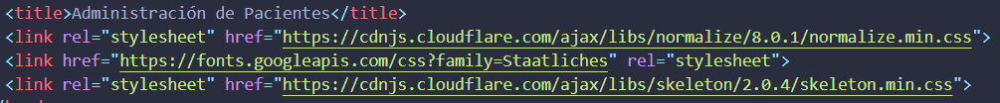 <title>Administración de Pacientes</title>
<link rel="stylesheet" href="https://cdnjs.cloudflare.com/ajax/libs/normalize/8.0.1/normalize.min.css">
<link href="https://fonts.googleapis.com/css?family=Staatliches" rel="stylesheet">
<link rel="stylesheet" href="https://cdnjs.cloudflare.com/ajax/libs/skeleton/2.0.4/skeleton.min.css">